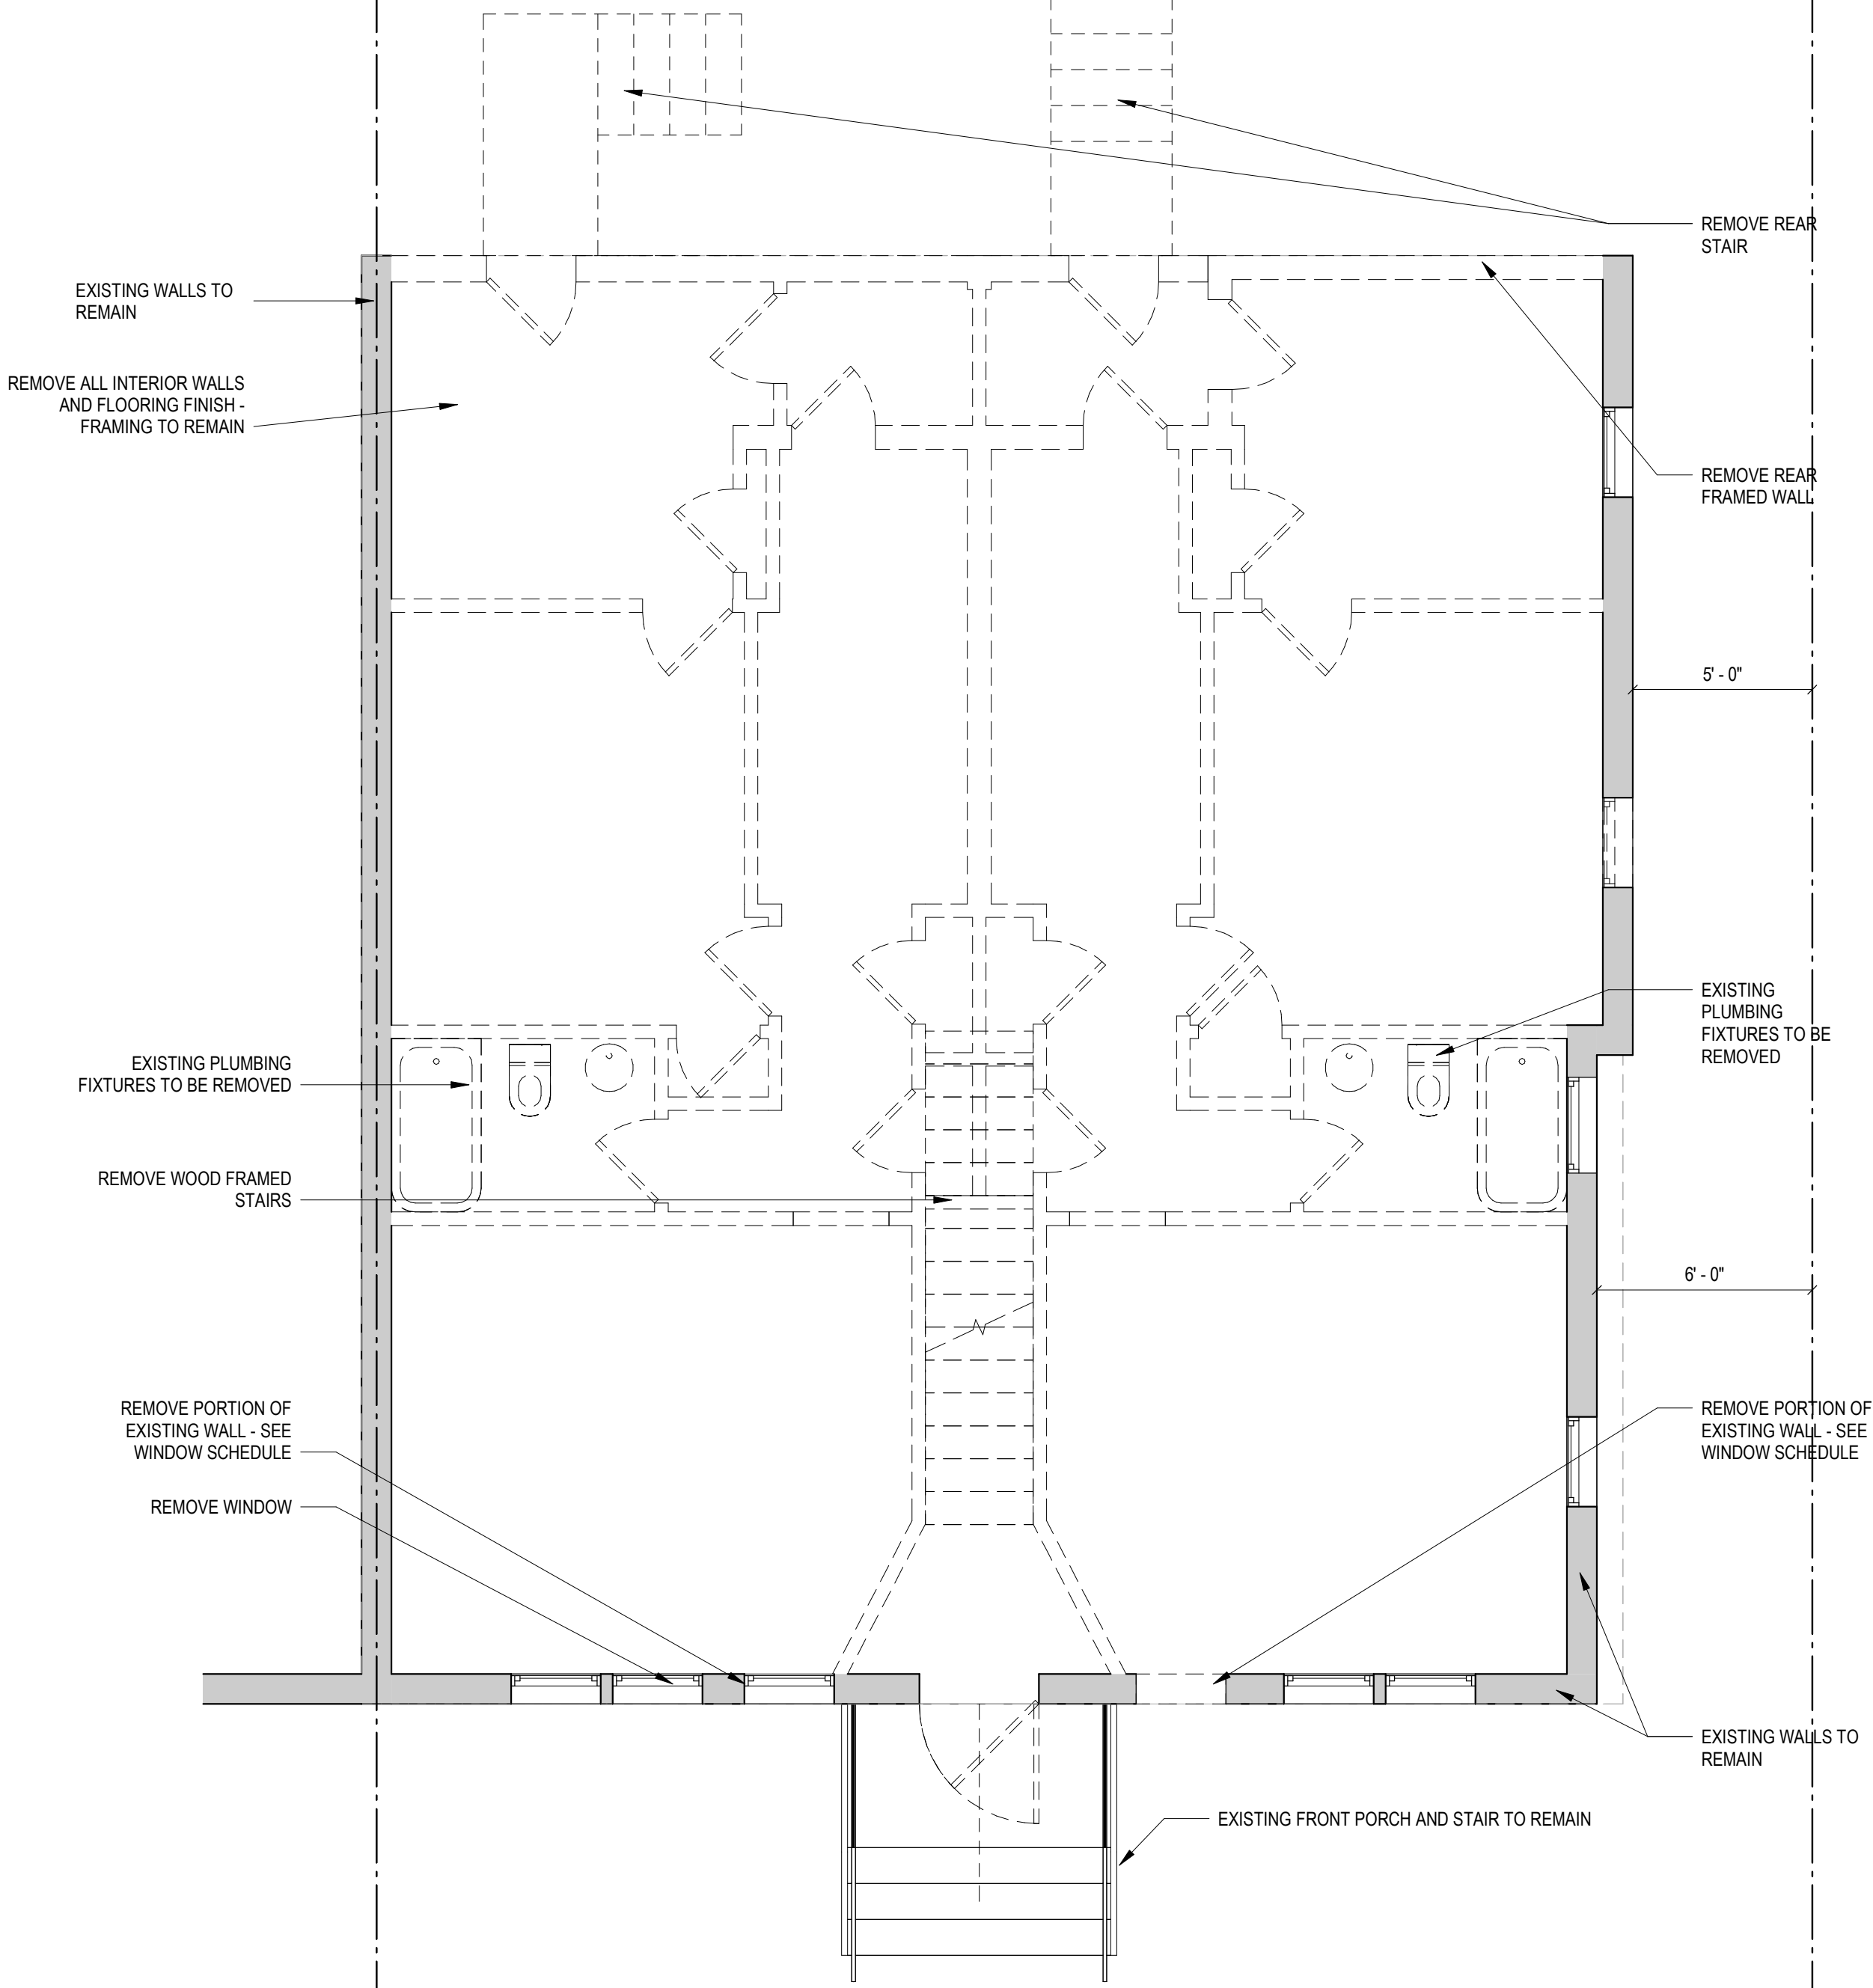 REMOVE REAR
STAIR
EXISTING WALLS TO
REMAIN
REMOVE ALL INTERIOR WALLS
AND FLOORING FINISH -
FRAMING TO REMAIN
REMOVE REAR
FRAMED WALL
5' - 0"
EXISTING
PLUMBING
FIXTURES TO BE
REMOVED
EXISTING PLUMBING
FIXTURES TO BE REMOVED
REMOVE WOOD FRAMED
STAIRS
6' - 0"
REMOVE PORTION OF
EXISTING WALL - SEE
WINDOW SCHEDULE
REMOVE PORTION OF
EXISTING WALL - SEE
WINDOW SCHEDULE
REMOVE WINDOW
EXISTING WALLS TO
REMAIN
EXISTING FRONT PORCH AND STAIR TO REMAIN